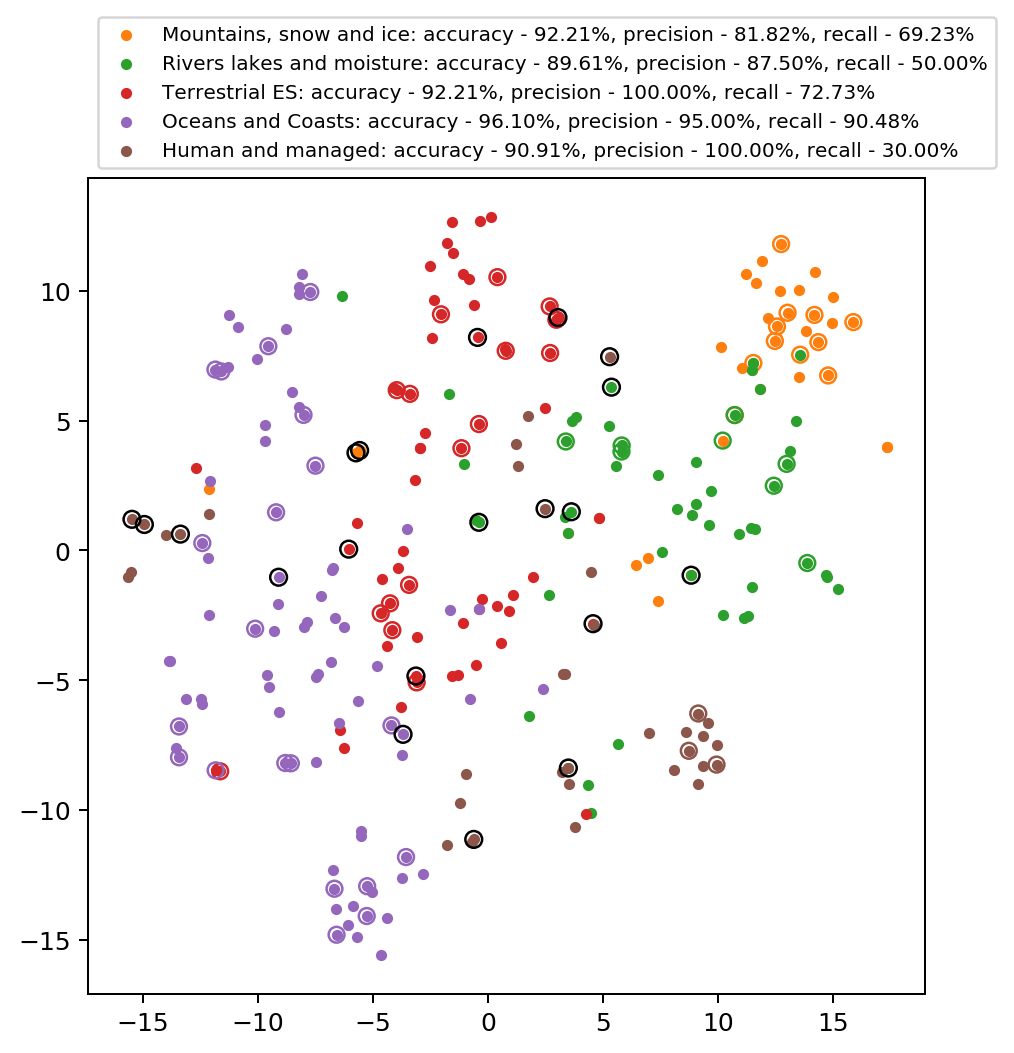 Mountains, snow and ice: accuracy - 92.21%, precision - 81.82%, recall - 69.23%
Rivers lakes and moisture: accuracy - 89.61%, precision - 87.50%, recall - 50.00%
Terrestrial ES: accuracy - 92.21%, precision - 100.00%, recall - 72.73%
Oceans and Coasts: accuracy - 96.10%, precision - 95.00%, recall - 90.48%
Human and managed: accuracy - 90.91%, precision - 100.00%, recall - 30.00%
10
5
0
−5
−10
−15
−15 −10 −5 0 5 10 15